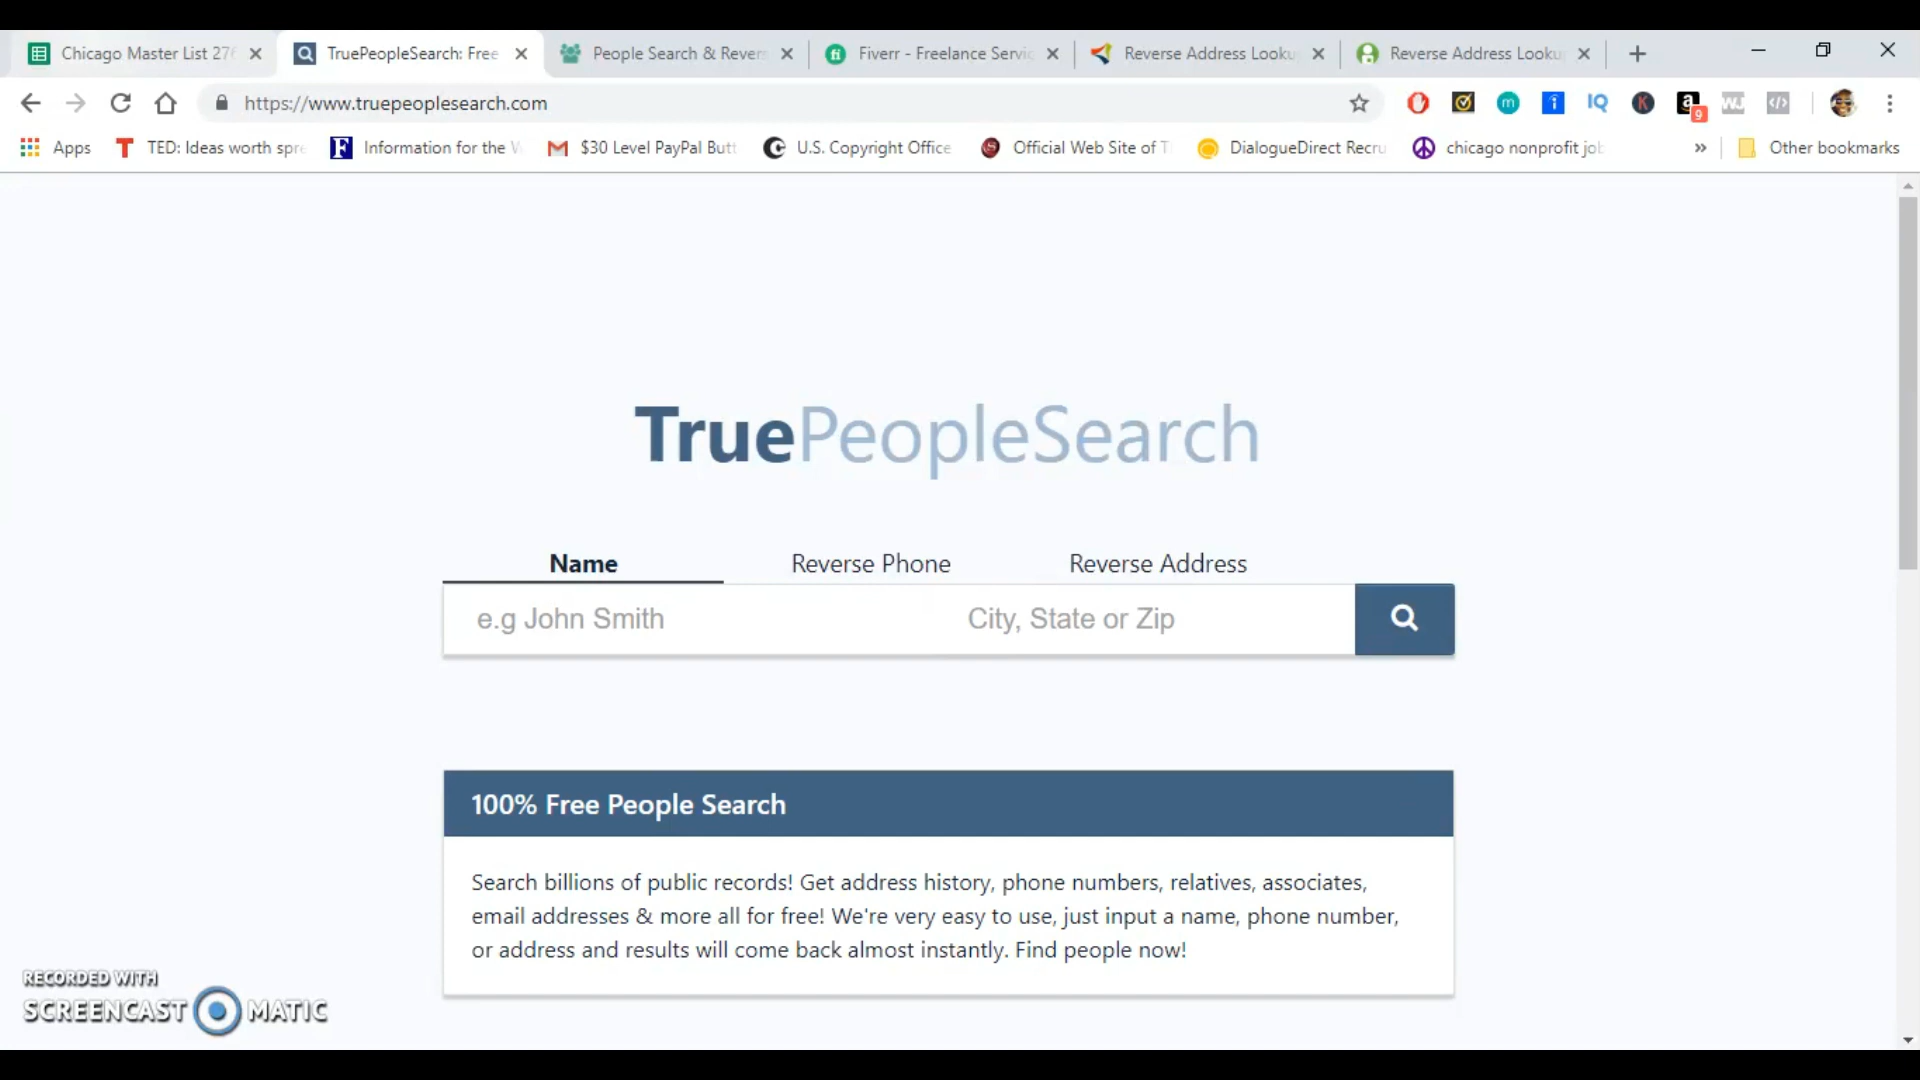 Chicago Master List 276
TruePeopleSearch: Free
People Search & Revers
Fiverr - Freelance Servic
Reverse Address Looku
Reverse Address Looku
https://www.truepeoplesearch.com
9
Apps
TED: Ideas worth spre
Information for the W
$30 Level PayPal Butt
U.S. Copyright Office
Official Web Site of T
DialogueDirect Recru
chicago nonprofit job
»
Other bookmarks
TruePeopleSearch
Name Reverse Phone Reverse Address
e.g John Smith City, State or Zip
100% Free People Search
Search billions of public records! Get address history, phone numbers, relatives, associates,
email addresses & more all for free! We're very easy to use, just input a name, phone number,
or address and results will come back almost instantly. Find people now!
RECORDED WITH
SCREENCAST MATIC